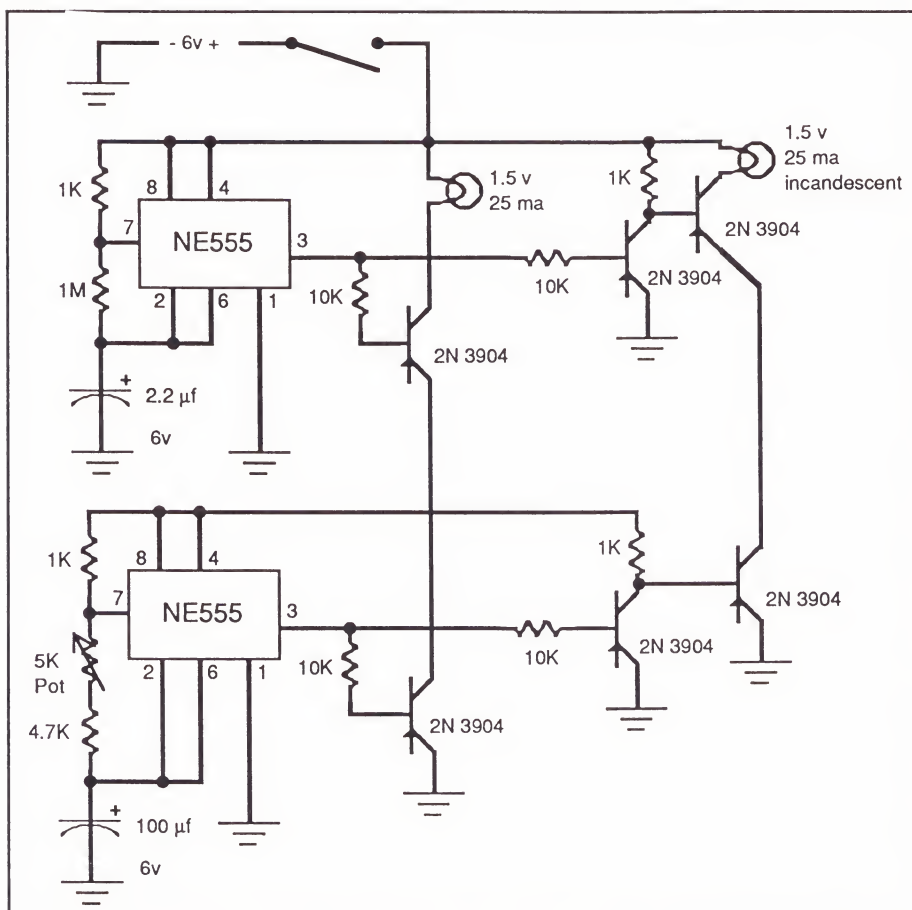 - 6v +
1.5 v
25 ma
incandescent
1K
8
4
1.5 v
25 ma
1K
2N 3904
7
NE555
3
2N 3904
1M
2
6
1
10K
10K
2N 3904
+
2.2 µf
6v
1K
8
4
1K
7
NE555
3
2N 3904
5K
Pot
2
6
1
10K
10K
2N 3904
4.7K
2N 3904
+
100 µf
6v